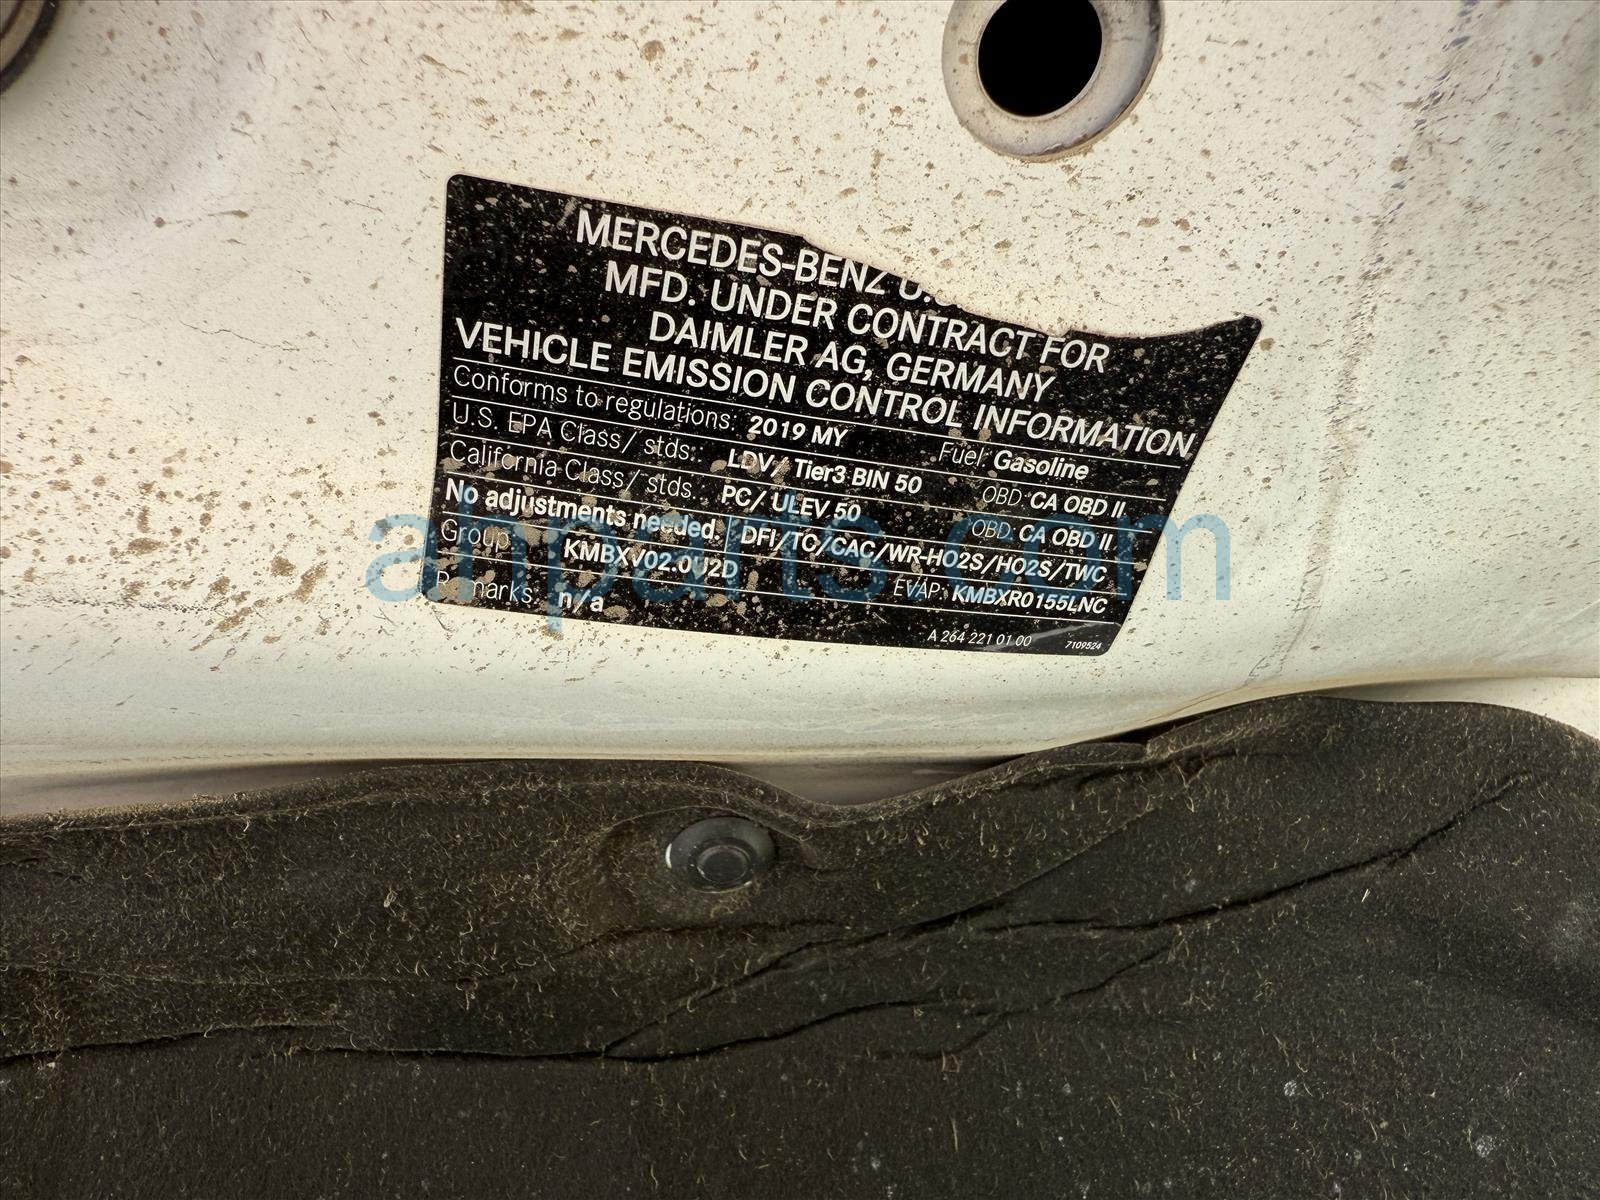 MERCEDES-BENZ U.S.
MFD. UNDER CONTRACT FOR
DAIMLER AG, GERMANY
VEHICLE EMISSION CONTROL INFORMATION
Conforms to regulations: 2019 MY Fuel: Gasoline
U.S. EPA Class/ stds.: LDV/ Tier3 BIN 50 OBD: CA OBD II
California Class/ stds.: PC/ ULEV 50 OBD: CA OBD II
No adjustments needed. DFI/TC/CAC/WR-HO2S/HO2S/TWC
Group: KMBXV02.0U2D EVAP: KMBXR0155LNC
Remarks: n/a
A 264 221 01 00 7109524
ahparts.com